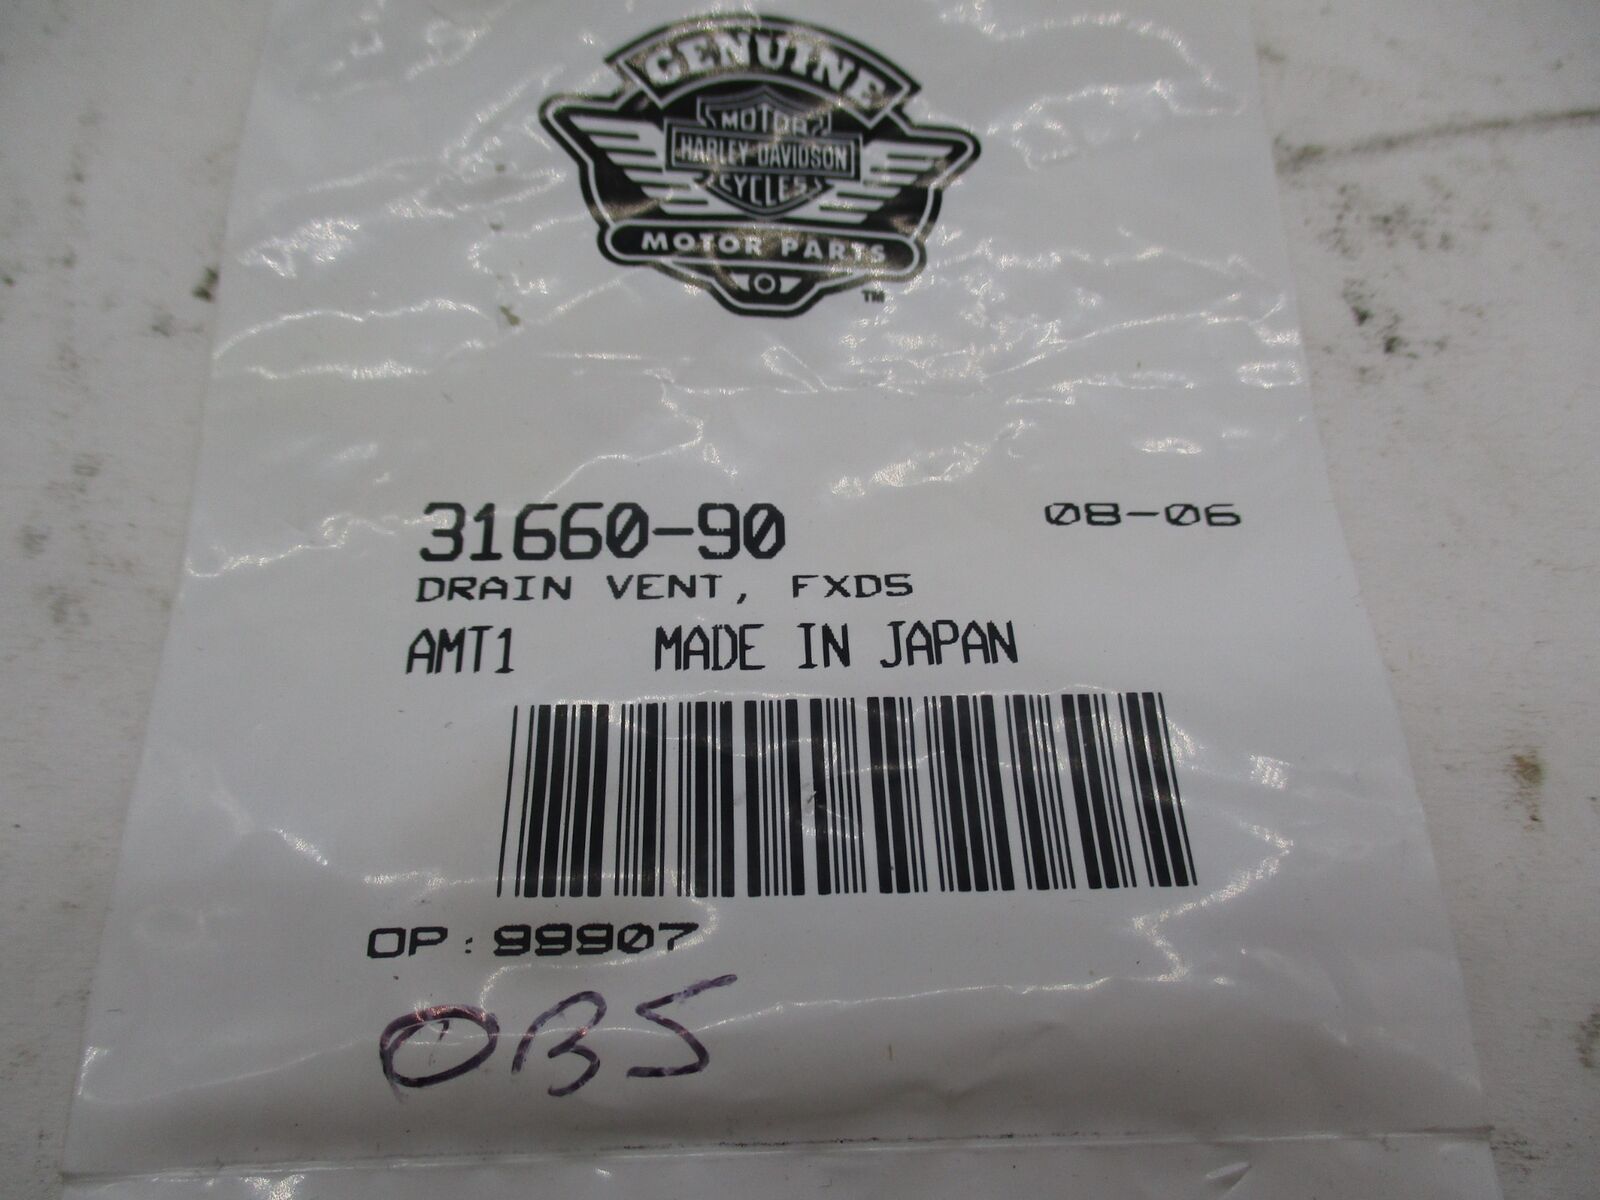 GENUINE
MOTOR
HARLEY-DAVIDSON
CYCLES
MOTOR PARTS
TM
31660-90
08-06
DRAIN VENT, FXDS
AMT1 MADE IN JAPAN
OP: 99907
OBS